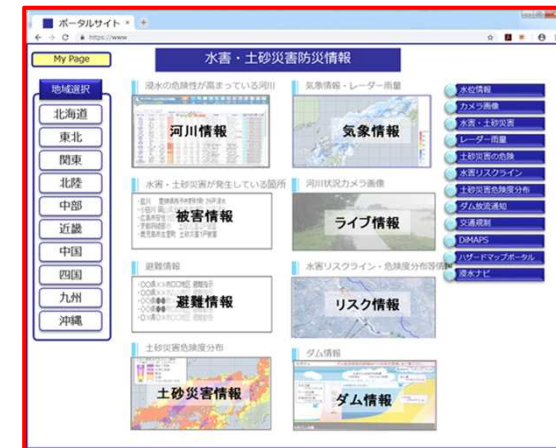 ポータルサイト
https://www
My Page
水害・土砂災害防災情報
地域選択
北海道
東北
関東
北陸
中部
近畿
中国
四国
九州
沖縄
浸水の危険性が高まっている河川
河川情報
気象情報・レーダー雨量
気象情報
水害・土砂災害が発生している箇所
被害情報
河川状況カメラ画像
ライブ情報
避難情報
避難情報
水害リスクライン・危険度分布等情報
リスク情報
土砂災害危険度分布
土砂災害情報
ダム情報
ダム情報
水位情報
カメラ画像
水害・土砂災害
レーダー雨量
土砂災害の危険
水害リスクライン
土砂災害危険度分布
ダム放流通知
交通規制
DiMAPS
ハザードマップポータル
浸水ナビ